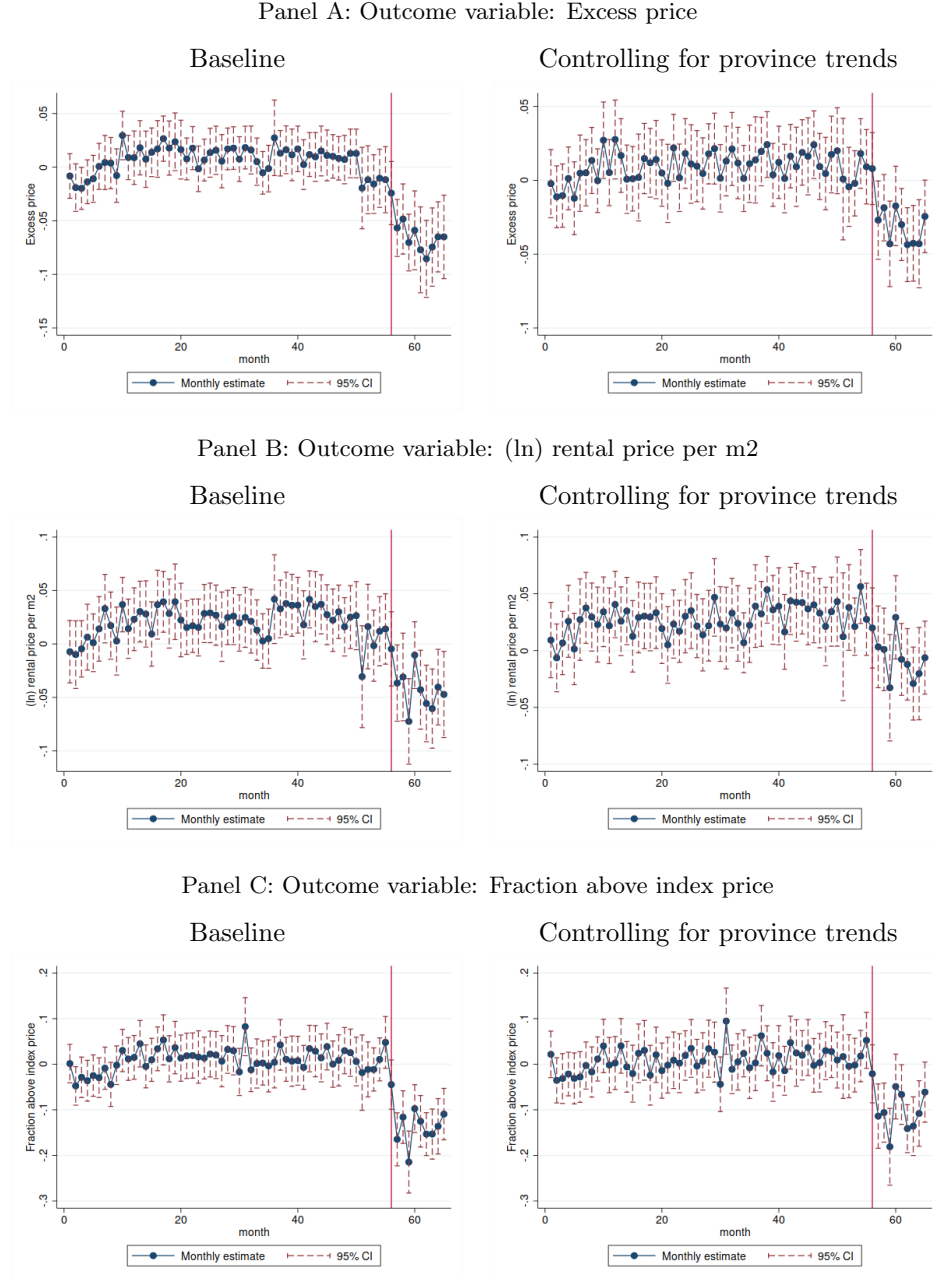 Panel A: Outcome variable: Excess price
Baseline
Controlling for province trends
Excess price
.05
0
-.05
-.1
-.15
0 20 40 60
month
Monthly estimate 95% CI
Excess price
.05
0
-.05
-.1
0 20 40 60
month
Monthly estimate 95% CI
Panel B: Outcome variable: (ln) rental price per m2
Baseline
Controlling for province trends
(ln) rental price per m2
.1
.05
0
-.05
-.1
0 20 40 60
month
Monthly estimate 95% CI
(ln) rental price per m2
.1
.05
0
-.05
-.1
0 20 40 60
month
Monthly estimate 95% CI
Panel C: Outcome variable: Fraction above index price
Baseline
Controlling for province trends
Fraction above index price
.2
.1
0
-.1
-.2
-.3
0 20 40 60
month
Monthly estimate 95% CI
Fraction above index price
.2
.1
0
-.1
-.2
-.3
0 20 40 60
month
Monthly estimate 95% CI